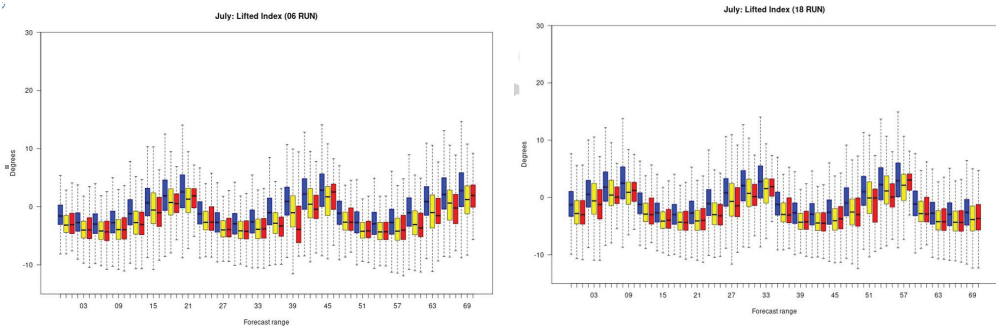 July: Lifted Index (06 RUN)
Degrees
30
20
10
0
-10
03 09 15 21 27 33 39 45 51 57 63 69
Forecast range
July: Lifted Index (18 RUN)
Degrees
30
20
10
0
-10
03 09 15 21 27 33 39 45 51 57 63 69
Forecast range